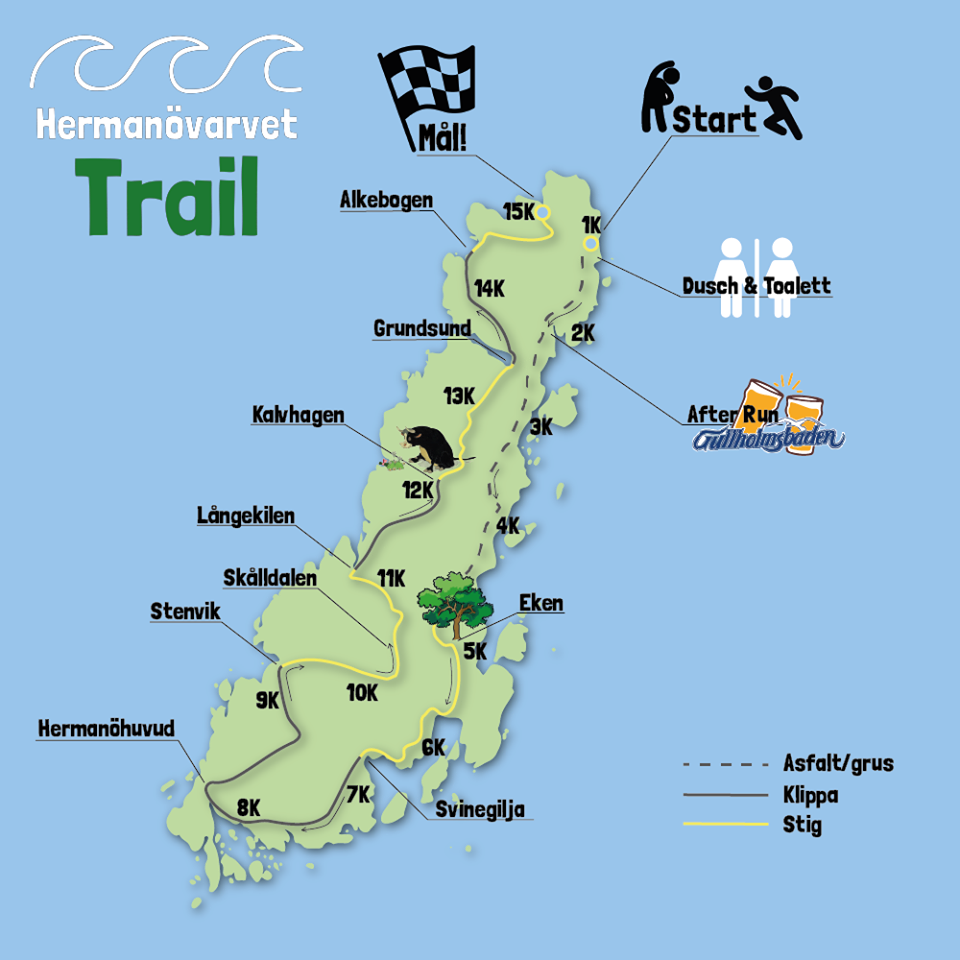 Hermanövarvet
Trail
Mål!
Start
Alkebogen
15K
1K
Dusch & Toalett
14K
Grundsund
2K
13K
Kalvhagen
After Run
3K
Gullholmsbaden
12K
Långekilen
4K
Skålldalen
11K
Stenvik
Eken
5K
9K
10K
Hermanöhuvud
6K
7K
8K
Svinegilja
Asfalt/grus
Klippa
Stig